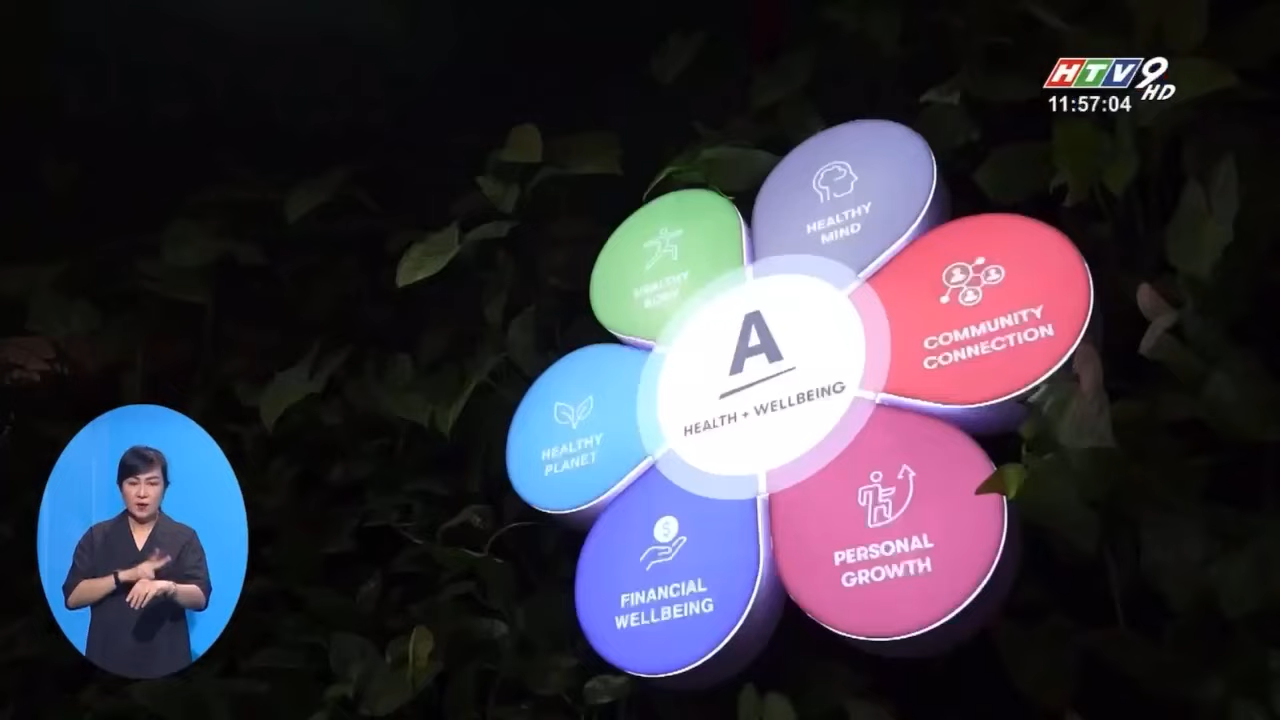 HTV9
HD
11:57:04
HEALTHY
MIND
HEALTHY
BODY
COMMUNITY
CONNECTION
A
HEALTH + WELLBEING
HEALTHY
PLANET
$
FINANCIAL
WELLBEING
PERSONAL
GROWTH